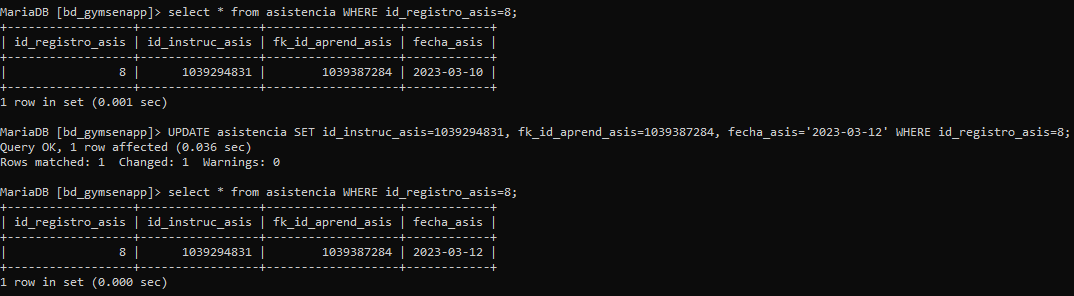 MariaDB [bd_gymsenapp]> select * from asistencia WHERE id_registro_asis=8;
+------------------+-----------------+-------------------+------------+
| id_registro_asis | id_instruc_asis | fk_id_aprend_asis | fecha_asis |
+------------------+-----------------+-------------------+------------+
|                8 |      1039294831 |        1039387284 | 2023-03-10 |
+------------------+-----------------+-------------------+------------+
1 row in set (0.001 sec)
MariaDB [bd_gymsenapp]> UPDATE asistencia SET id_instruc_asis=1039294831, fk_id_aprend_asis=1039387284, fecha_asis='2023-03-12' WHERE id_registro_asis=8;
Query OK, 1 row affected (0.036 sec)
Rows matched: 1  Changed: 1  Warnings: 0
MariaDB [bd_gymsenapp]> select * from asistencia WHERE id_registro_asis=8;
+------------------+-----------------+-------------------+------------+
| id_registro_asis | id_instruc_asis | fk_id_aprend_asis | fecha_asis |
+------------------+-----------------+-------------------+------------+
|                8 |      1039294831 |        1039387284 | 2023-03-12 |
+------------------+-----------------+-------------------+------------+
1 row in set (0.000 sec)